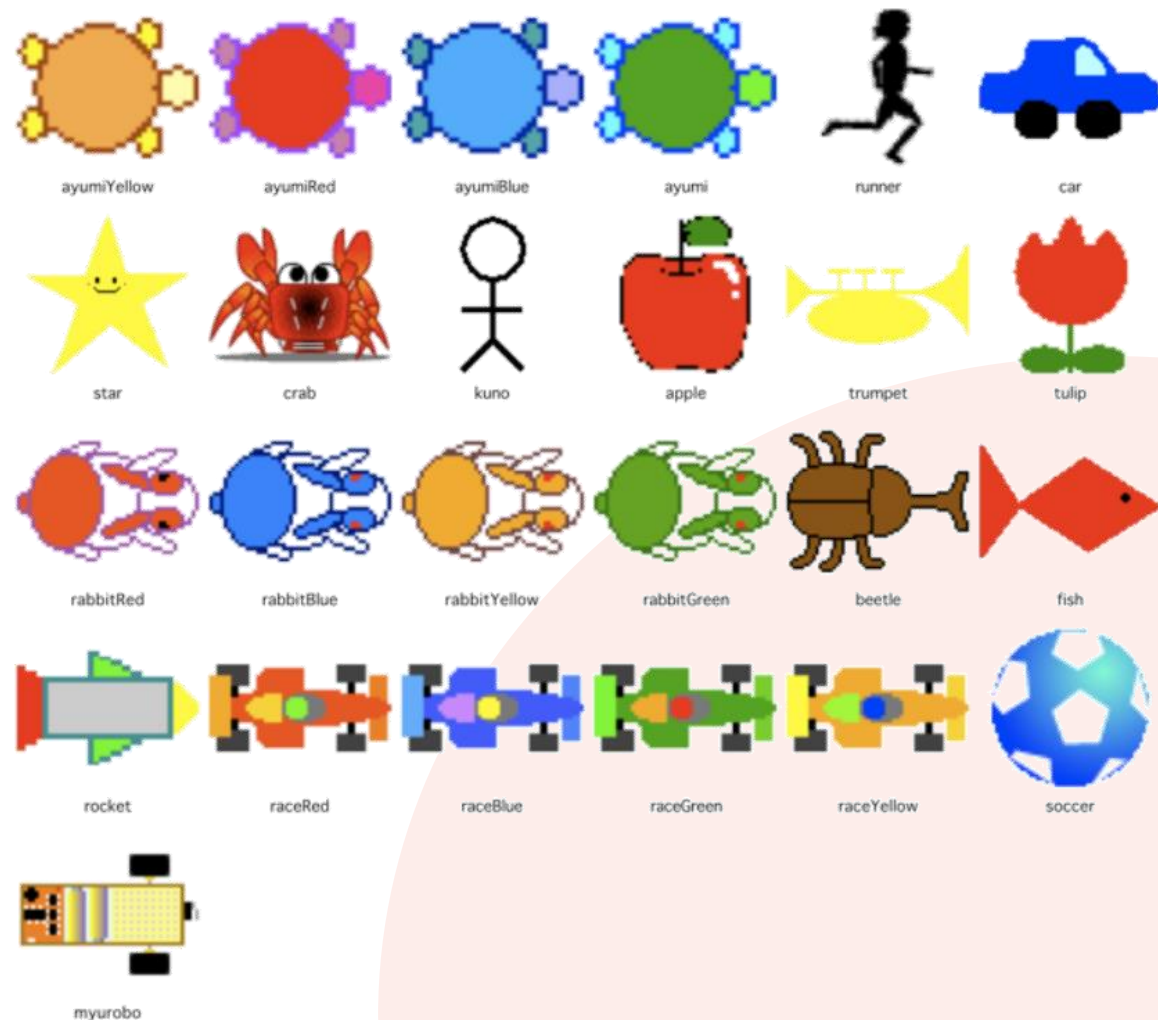 ayumiYellow ayumiRed ayumiBlue ayumi runner car
star crab kuno apple trumpet tulip
rabbitRed rabbitBlue rabbitYellow rabbitGreen beetle fish
rocket raceRed raceBlue raceGreen raceYellow soccer
myurobo